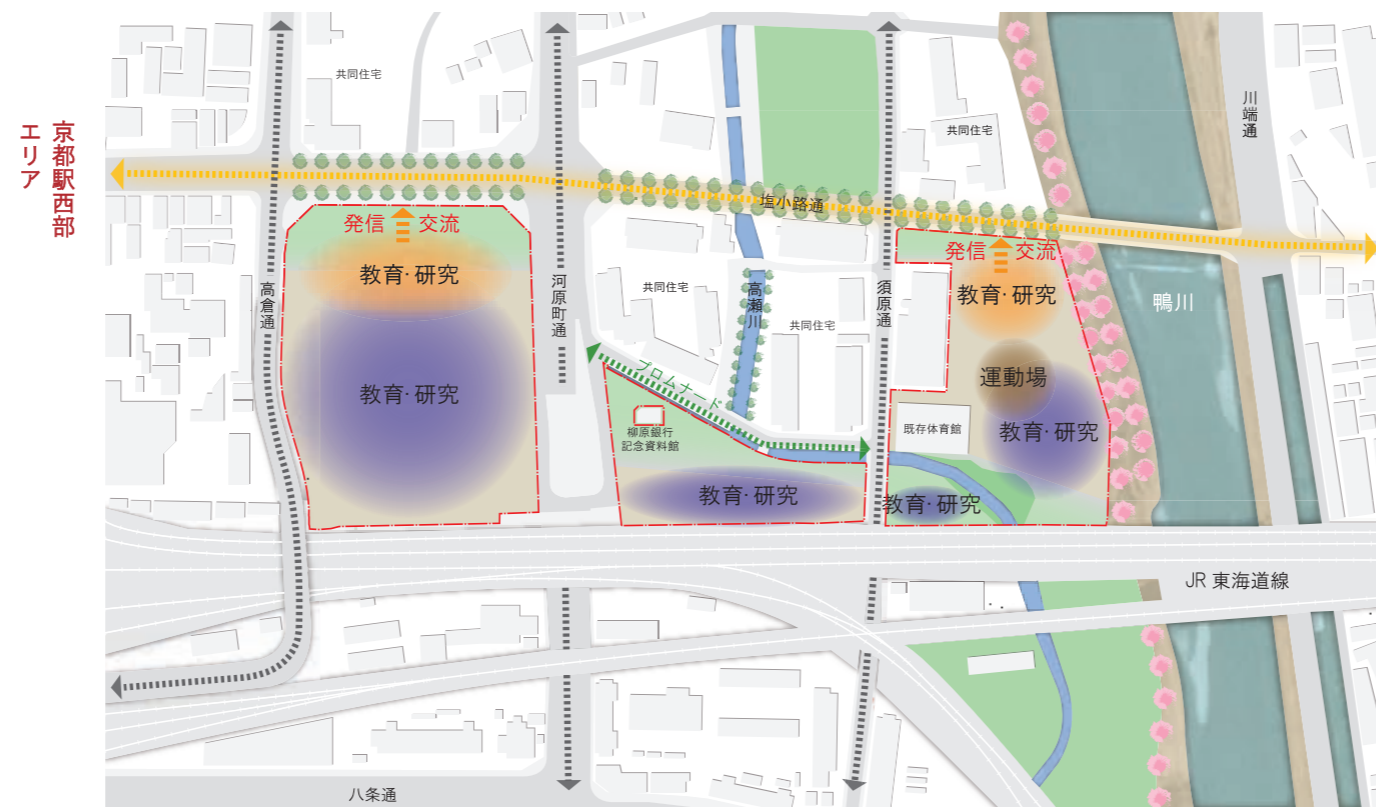 京都駅西部
エリア
共同住宅
川端通
共同住宅
塩小路通
発信 交流
教育・研究
高倉通
河原町通
共同住宅
高瀬川
共同住宅
須原通
発信 交流
教育・研究
鴨川
プロムナード
運動場
教育・研究
柳原銀行
記念資料館
既存体育館
教育・研究
教育・研究
教育・研究
JR 東海道線
八条通